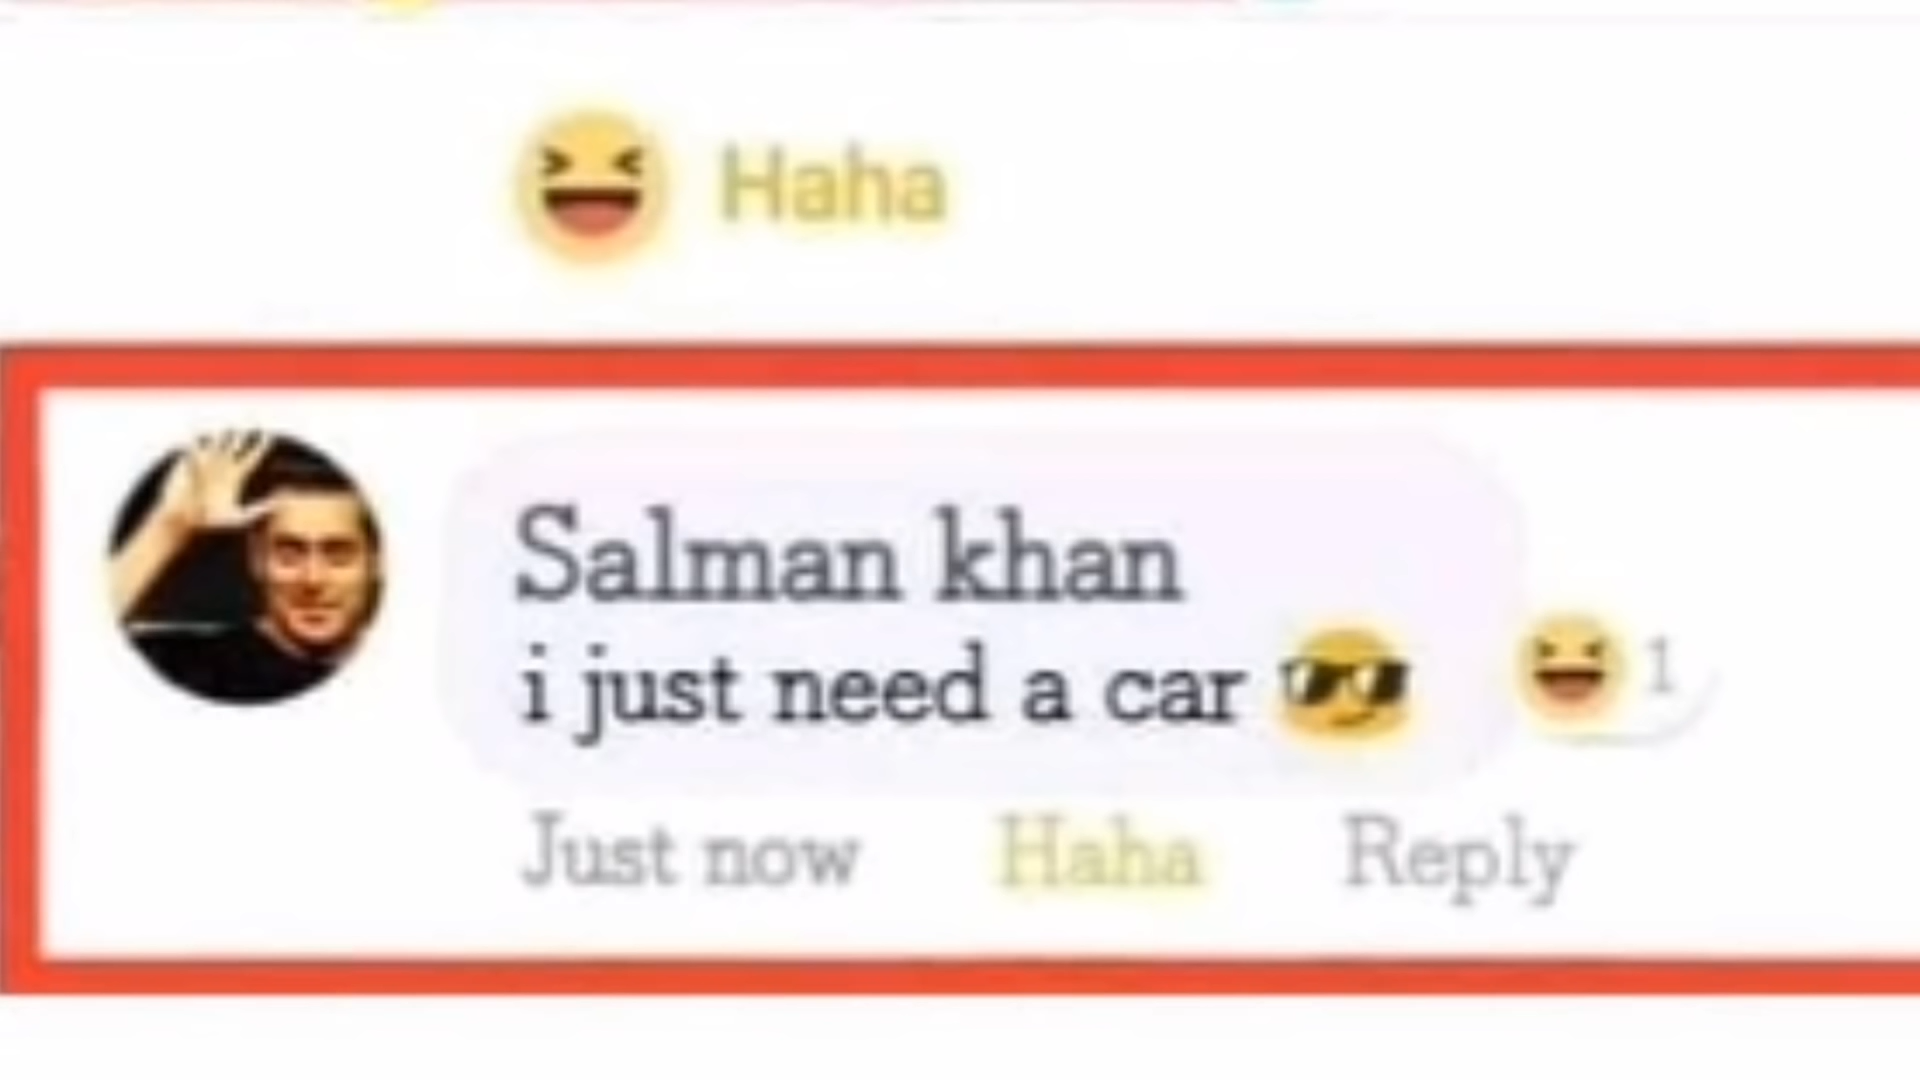 Haha
Salman khan
i just need a car 😎
1
Just now Haha Reply